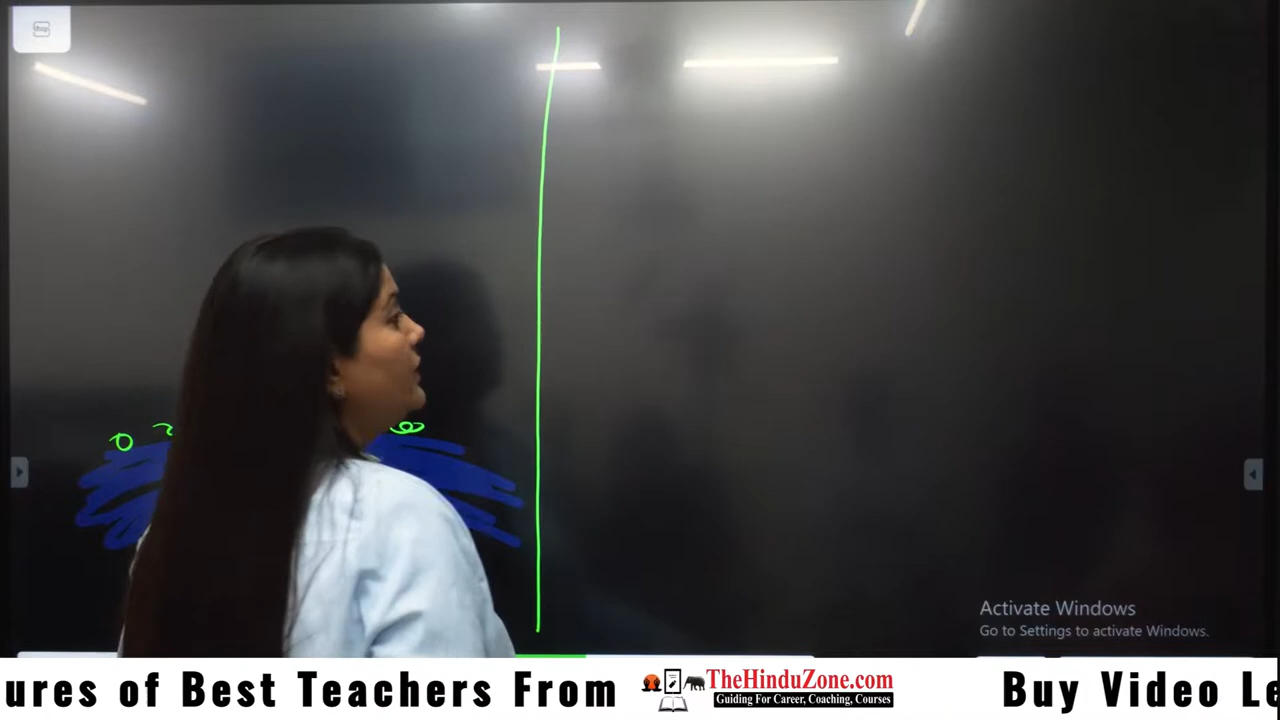 Activate Windows
Go to Settings to activate Windows.
ures of Best Teachers From
TheHinduZone.com
Guiding For Career, Coaching, Courses
Buy Video Le